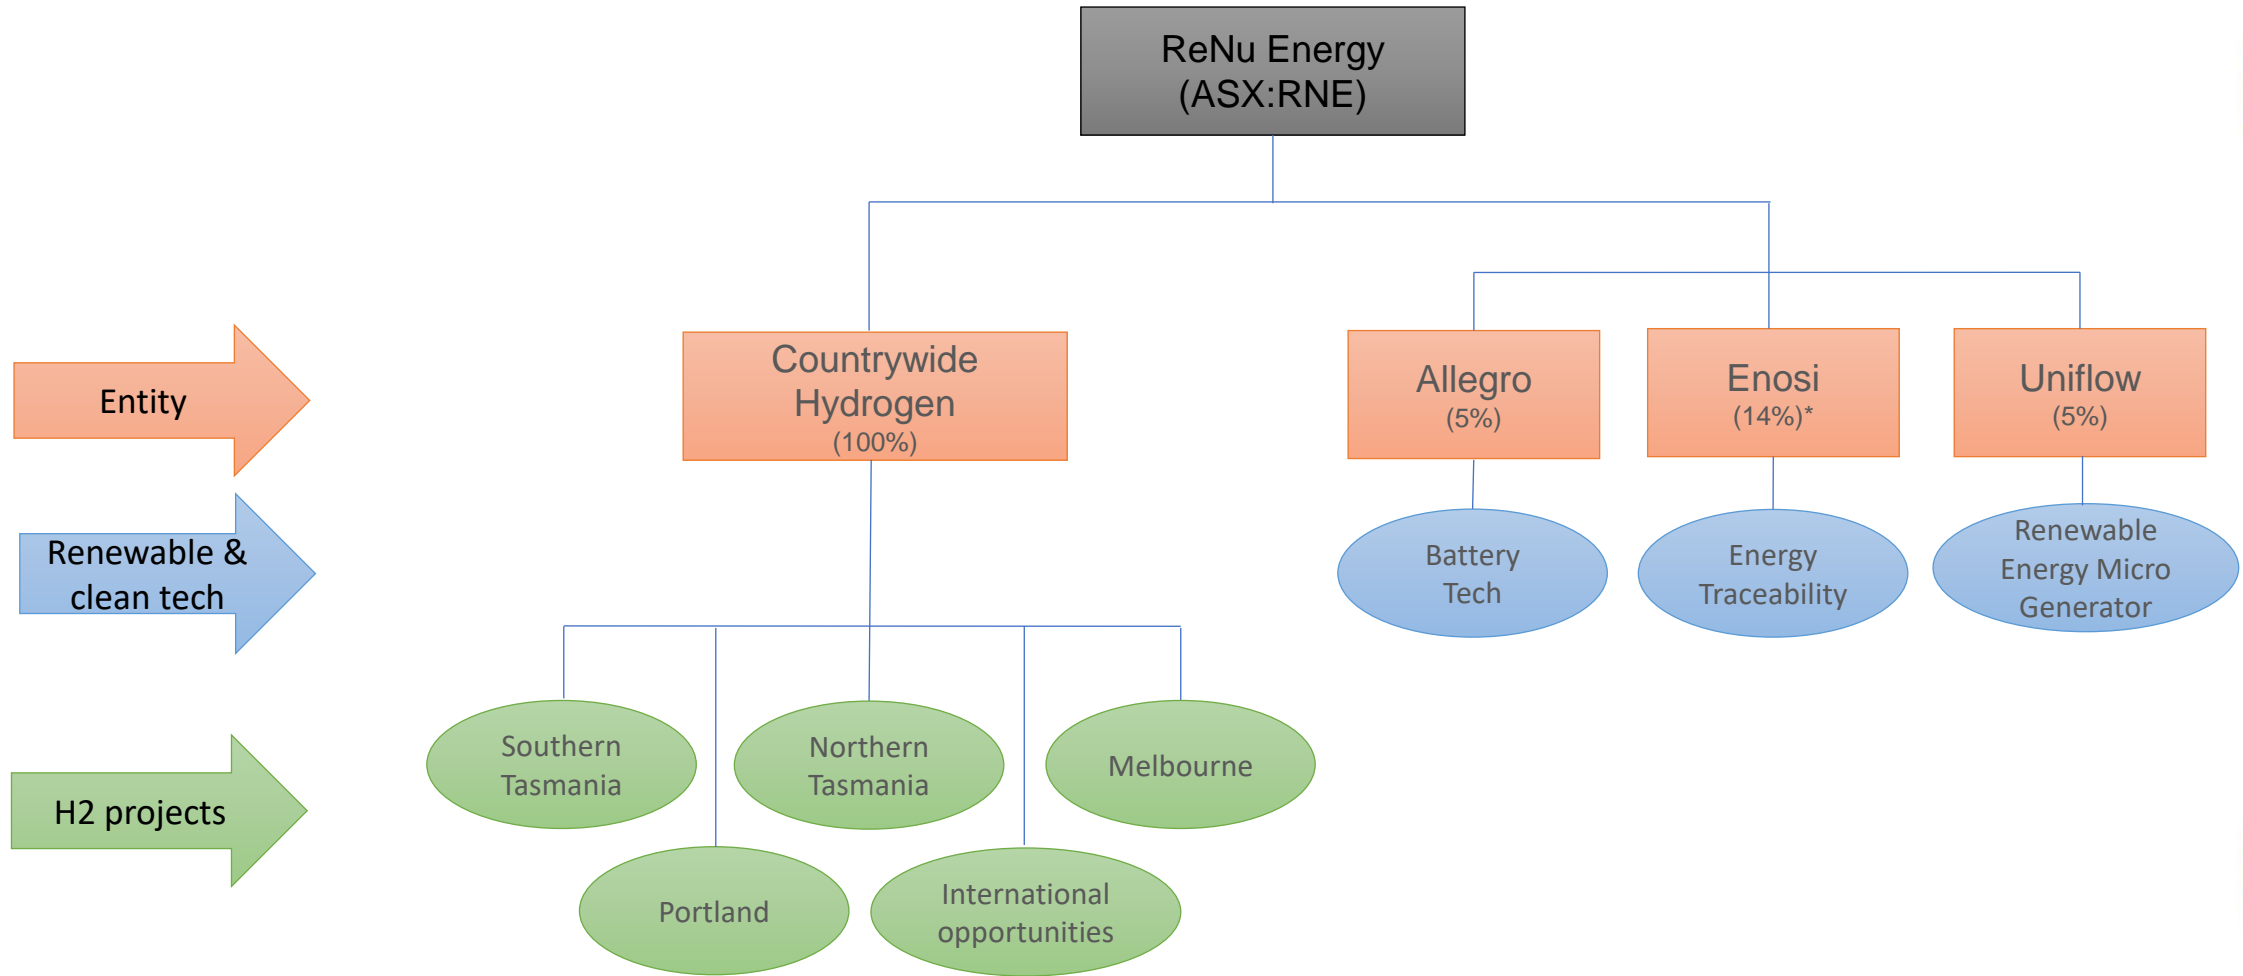 ReNu Energy
(ASX:RNE)
Entity
Countrywide
Hydrogen
(100%)
Allegro
(5%)
Enosi
(14%)*
Uniflow
(5%)
Renewable &
clean tech
Battery
Tech
Energy
Traceability
Renewable
Energy Micro
Generator
H2 projects
Southern
Tasmania
Northern
Tasmania
Melbourne
Portland
International
opportunities